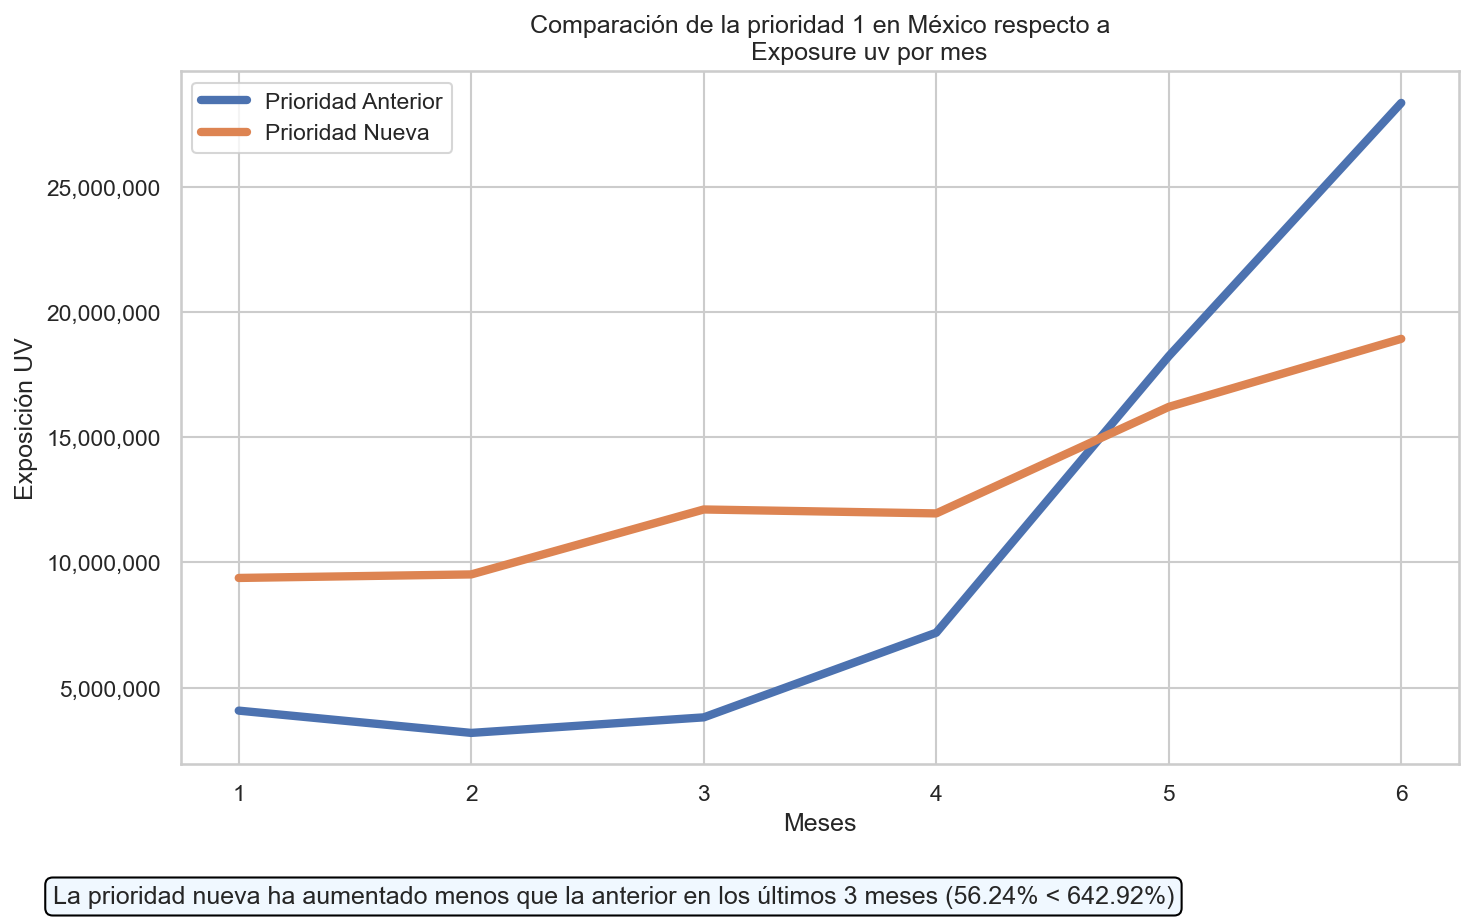 Comparación de la prioridad 1 en México respecto a
Exposure uv por mes
Prioridad Anterior
Prioridad Nueva
25,000,000
20,000,000
15,000,000
10,000,000
5,000,000
Exposición UV
1 2 3 4 5 6
Meses
La prioridad nueva ha aumentado menos que la anterior en los últimos 3 meses (56.24% < 642.92%)